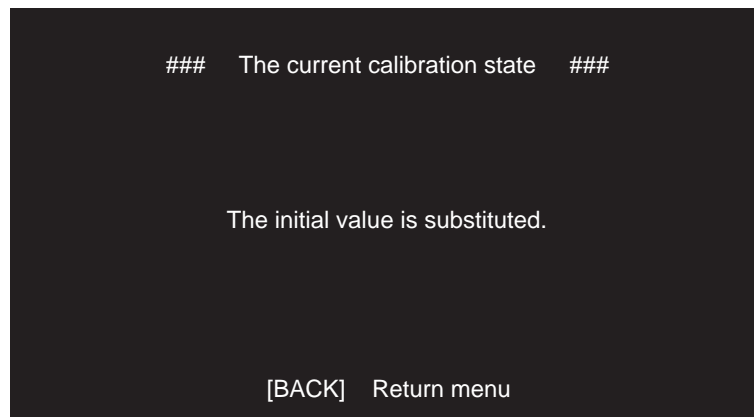 ### The current calibration state ###
The initial value is substituted.
[BACK] Return menu